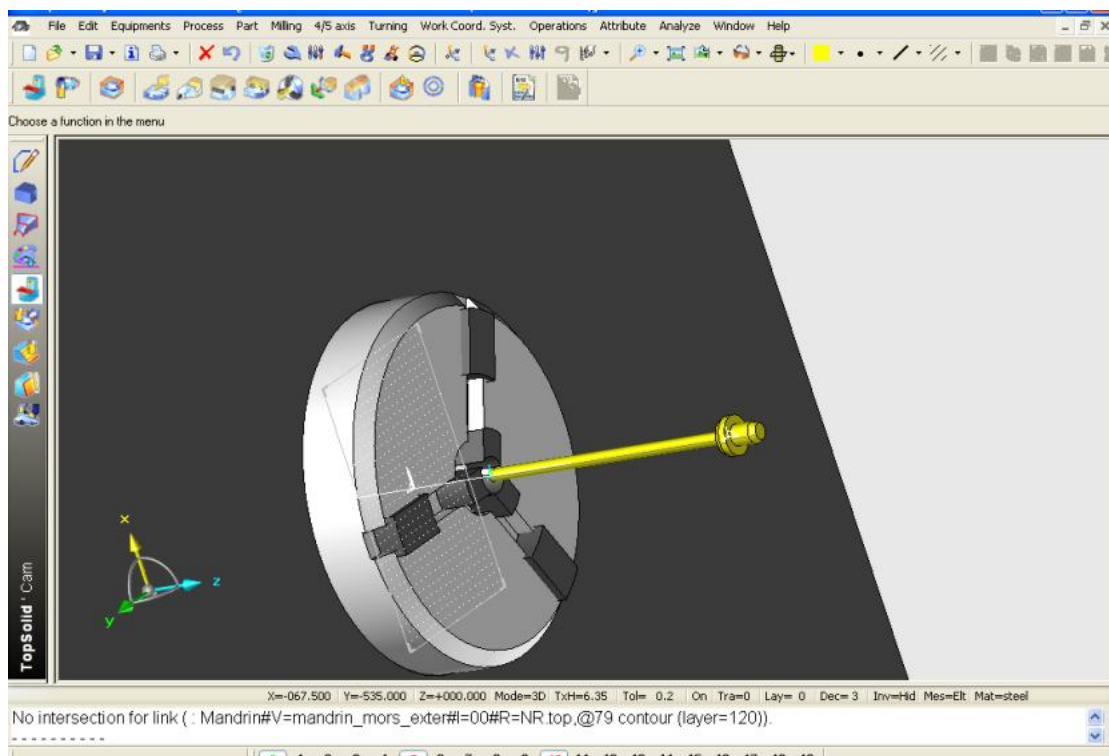 File Edit Equipments Process Part Milling 4/5 axis Turning Work Coord. Syst. Operations Attribute Analyze Window Help
Choose a function in the menu
x
z
y
TopSolid'Cam
X=-067.500 Y=-535.000 Z=+000.000 Mode=3D TxH=6.35 Tol= 0.2 On Tra=0 Lay= 0 Dec= 3 Inv=Hid Mes=Elt Mat=steel
No intersection for link ( : Mandrin#V=mandrin_mors_exter#I=00#R=NR.top,@79 contour (layer=120)).
----------